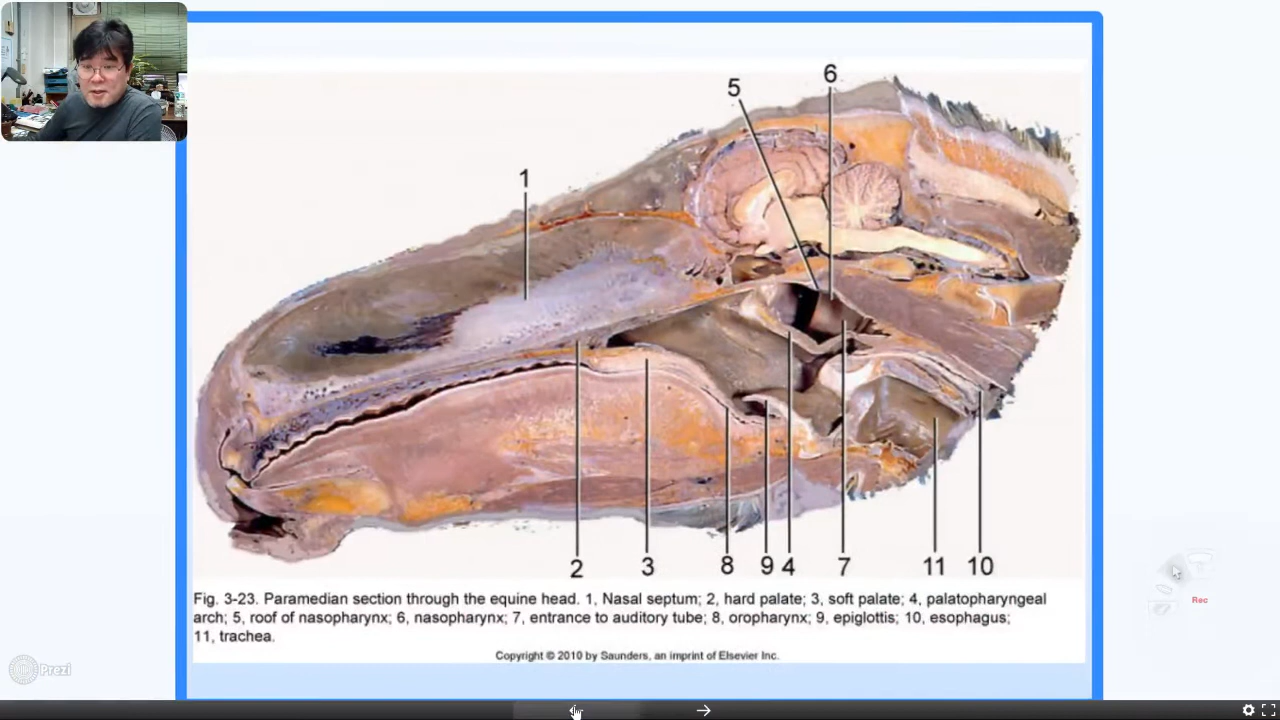 6
5
1
2
3
8
9
4
7
11
10
Fig. 3-23. Paramedian section through the equine head. 1, Nasal septum; 2, hard palate; 3, soft palate; 4, palatopharyngeal
arch; 5, roof of nasopharynx; 6, nasopharynx; 7, entrance to auditory tube; 8, oropharynx; 9, epiglottis; 10, esophagus;
11, trachea.
Copyright © 2010 by Saunders, an imprint of Elsevier Inc.
Rec
Prezi